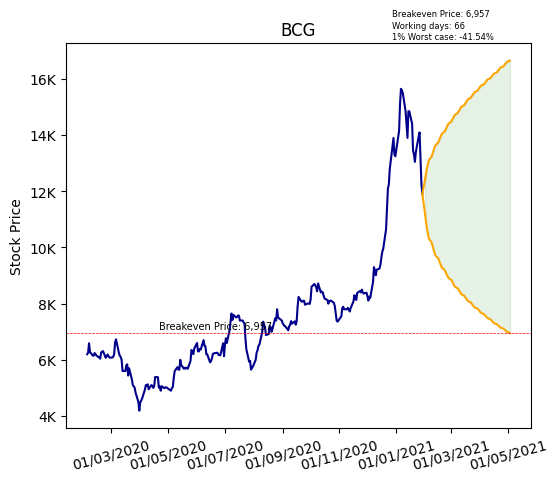 BCG
Breakeven Price: 6,957
Working days: 66
1% Worst case: -41.54%
Stock Price
16K
14K
12K
10K
8K
6K
4K
Breakeven Price: 6,957
01/03/2020
01/05/2020
01/07/2020
01/09/2020
01/11/2020
01/01/2021
01/03/2021
01/05/2021